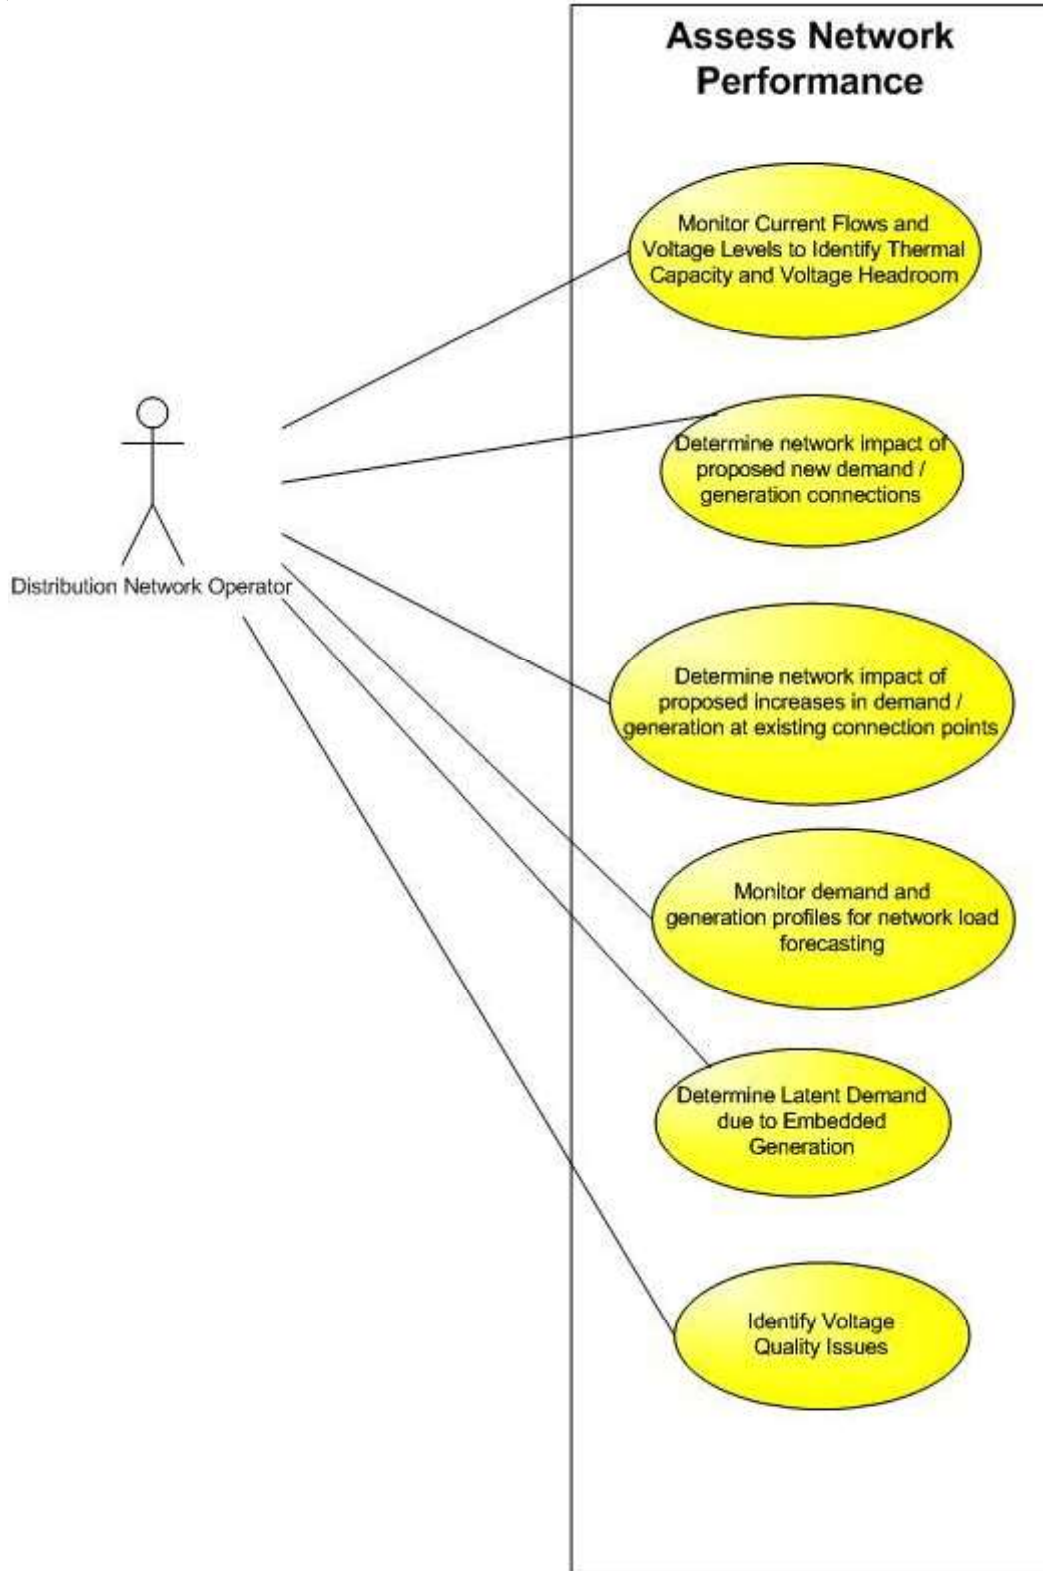 Assess Network
Performance
Monitor Current Flows and
Voltage Levels to Identify Thermal
Capacity and Voltage Headroom
Determine network impact of
proposed new demand /
generation connections
Distribution Network Operator
Determine network impact of
proposed increases in demand /
generation at existing connection points
Monitor demand and
generation profiles for network load
forecasting
Determine Latent Demand
due to Embedded
Generation
Identify Voltage
Quality Issues